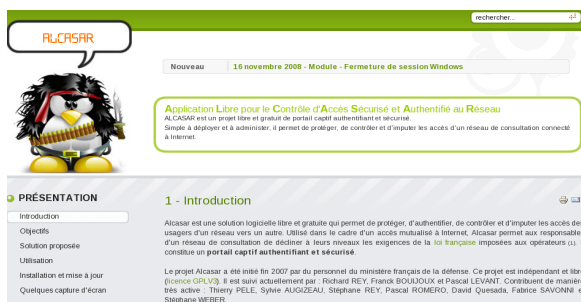 rechercher...
ALCASAR
Nouveau 16 novembre 2008 - Module - Fermeture de session Windows
Application Libre pour le Contrôle d'Accès Sécurisé et Authentifié au Réseau
ALCASAR est un projet libre et gratuit de portail captif authentifiant et sécurisé.
Simple à déployer et à administrer, il permet de protéger, de contrôler et d'imputer les accès d'un réseau de consultation connecté
à Internet.
PRÉSENTATION
Introduction
Objectifs
Solution proposée
Utilisation
Installation et mise à jour
Quelques capture d'écran
1 - Introduction
Alcasar est une solution logicielle libre et gratuite qui permet de protéger, d'authentifier, de contrôler et d'imputer les accès des
usagers d'un réseau vers un autre. Utilisé dans le cadre d'un accès mutualisé à Internet, Alcasar permet aux responsable
d'un réseau de consultation de décliner à leurs niveaux les exigences de la loi française imposées aux opérateurs (1).
constitue un portail captif authentifiant et sécurisé.
Le projet Alcasar a été initié fin 2007 par du personnel du ministère français de la défense. Ce projet est indépendant et lib
(licence GPLV3). Il est suivi actuellement par : Richard REY, Franck BOUIJOUX et Pascal LEVANT. Contribuent de manièr
très active : Thierry PELE, Sylvie AUGIZEAU, Stéphane REY, Pascal ROMERO, David Quesada, Fabrice SAVONNI
Stéphane WEBER.